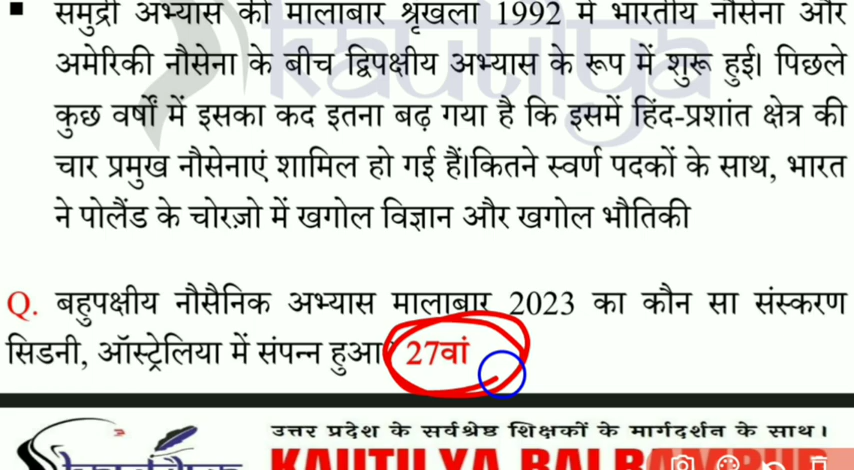 समुद्री अभ्यास की मालाबार श्रृंखला 1992 में भारतीय नौसेना और
अमेरिकी नौसेना के बीच द्विपक्षीय अभ्यास के रूप में शुरू हुई। पिछले
कुछ वर्षों में इसका कद इतना बढ़ गया है कि इसमें हिंद-प्रशांत क्षेत्र की
चार प्रमुख नौसेनाएं शामिल हो गई हैं।कितने स्वर्ण पदकों के साथ, भारत
ने पोलैंड के चोरज़ो में खगोल विज्ञान और खगोल भौतिकी
kautilya
Q. बहुपक्षीय नौसैनिक अभ्यास मालाबार 2023 का कौन सा संस्करण
सिडनी, ऑस्ट्रेलिया में संपन्न हुआ 27वां
उत्तर प्रदेश के सर्वश्रेष्ठ शिक्षकों के मार्गदर्शन के साथ।
KAUTILYA BALRAMPUR